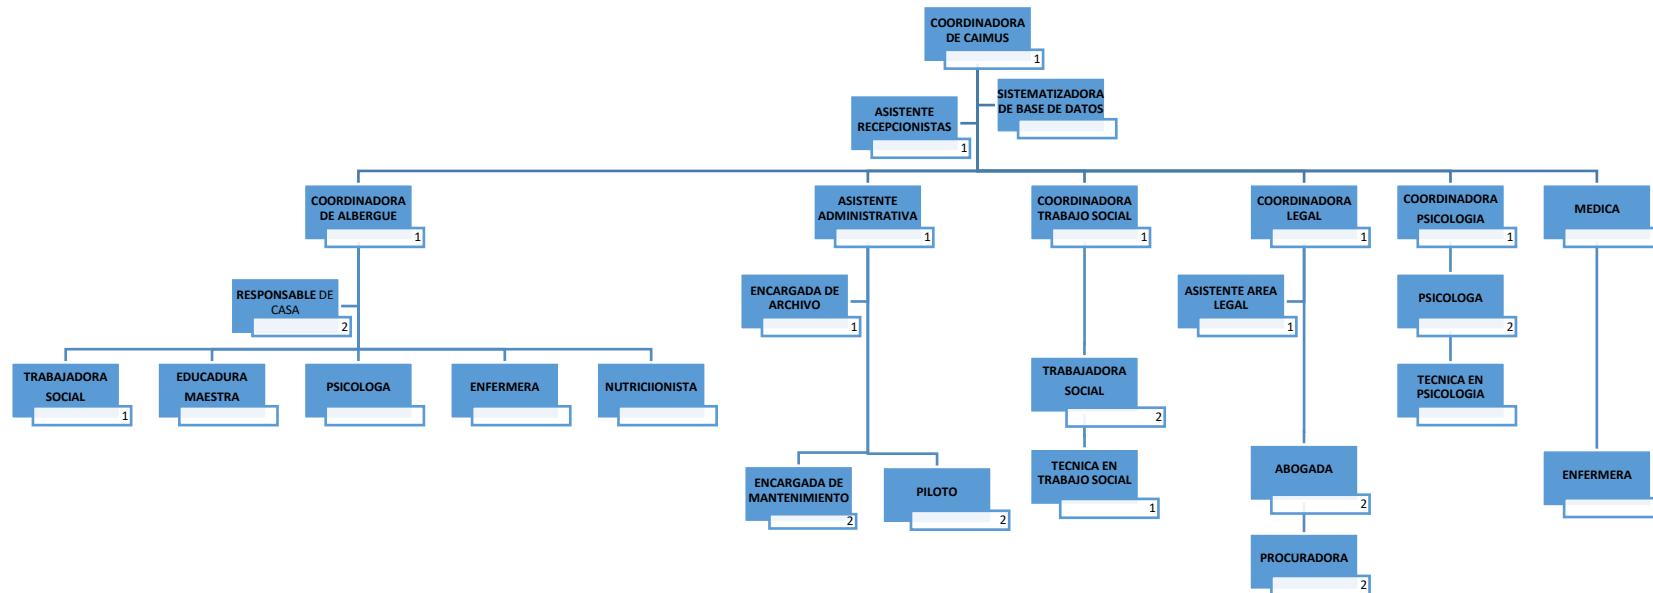 COORDINADORA
DE CAIMUS
1
SISTEMATIZADORA
DE BASE DE DATOS
ASISTENTE
RECEPCIONISTAS
1
COORDINADORA
DE ALBERGUE
1
ASISTENTE
ADMINISTRATIVA
1
COORDINADORA
TRABAJO SOCIAL
1
COORDINADORA
LEGAL
1
COORDINADORA
PSICOLOGIA
1
MEDICA
RESPONSABLE DE
CASA
2
ENCARGADA DE
ARCHIVO
1
ASISTENTE AREA
LEGAL
1
PSICOLOGA
2
TRABAJADORA
SOCIAL
1
EDUCADURA
MAESTRA
PSICOLOGA
ENFERMERA
NUTRICIIONISTA
TRABAJADORA
SOCIAL
2
TECNICA EN
PSICOLOGIA
ENCARGADA DE
MANTENIMIENTO
2
PILOTO
2
TECNICA EN
TRABAJO SOCIAL
1
ABOGADA
2
ENFERMERA
PROCURADORA
2